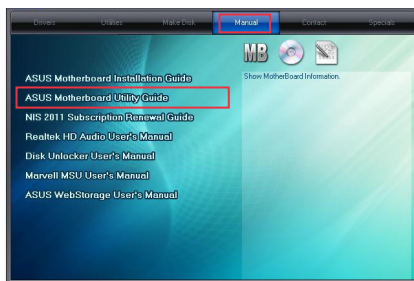 Drivers Utilities Make Disk Manual Contact Specials
MB
Show MotherBoard Information.
ASUS Motherboard Installation Guide
ASUS Motherboard Utility Guide
NIS 2011 Subscription Renewal Guide
Realtek HD Audio User's Manual
Disk Unlocker User's Manual
Marvell MSU User's Manual
ASUS WebStorage User's Manual